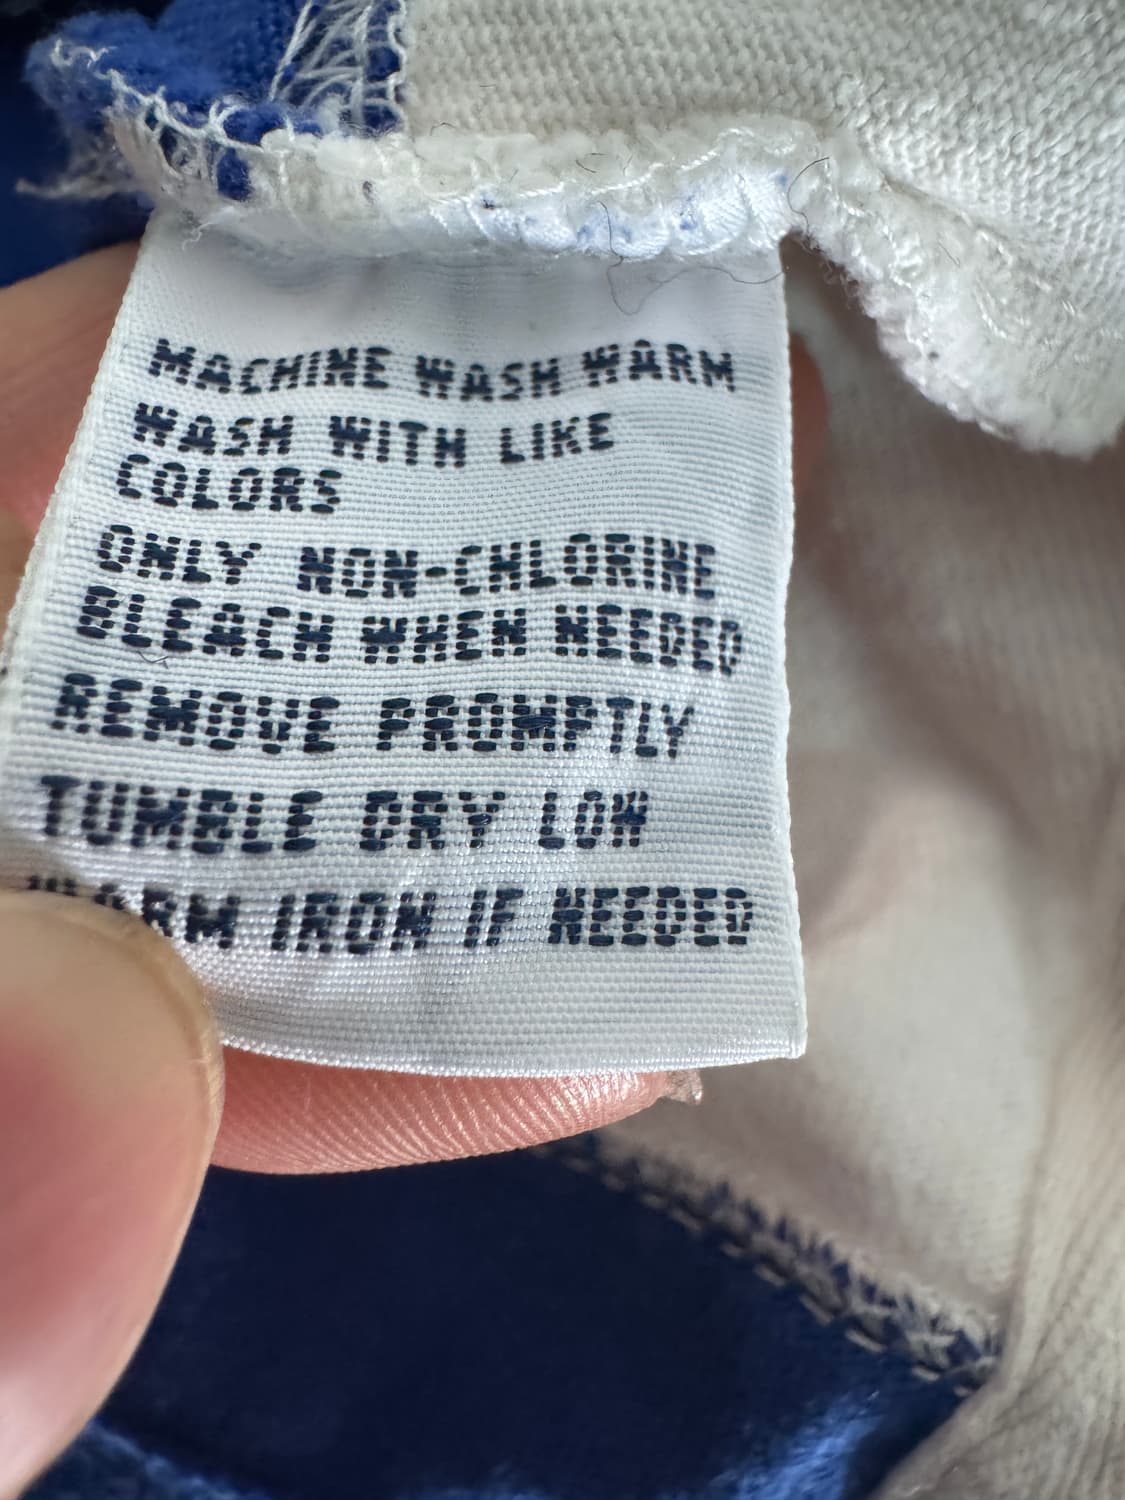 MACHINE WASH WARM
WASH WITH LIKE
COLORS
ONLY NON-CHLORINE
BLEACH WHEN NEEDED
REMOVE PROMPTLY
TUMBLE DRY LOW
WARM IRON IF NEEDED